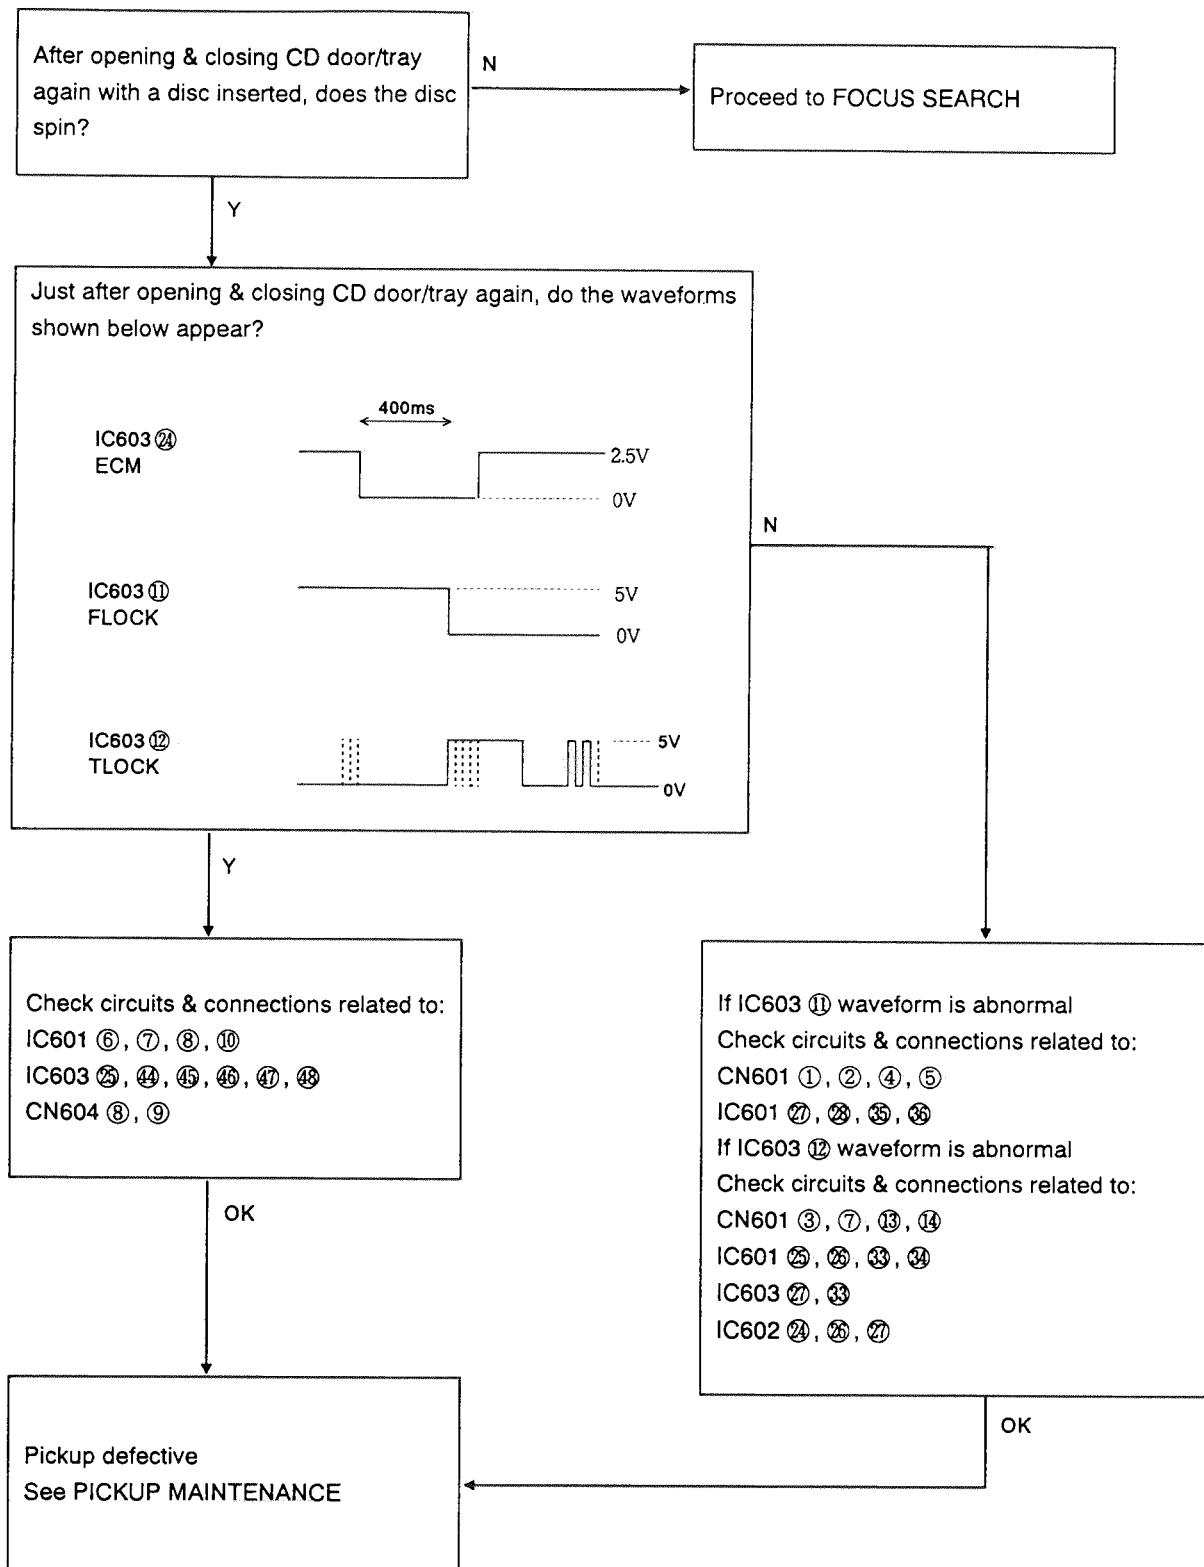 After opening & closing CD door/tray
again with a disc inserted, does the disc
spin?
N
Proceed to FOCUS SEARCH
Y
Just after opening & closing CD door/tray again, do the waveforms
shown below appear?
400ms
IC603 ㉔
ECM
2.5V
0V
IC603 ⑪
FLOCK
5V
0V
IC603 ⑫
TLOCK
5V
0V
N
Y
Check circuits & connections related to:
IC601 ⑥, ⑦, ⑧, ⑩
IC603 ㉕, ㊹, ㊺, ㊻, ㊼, ㊽
CN604 ⑧, ⑨
OK
If IC603 ⑪ waveform is abnormal
Check circuits & connections related to:
CN601 ①, ②, ④, ⑤
IC601 ㉗, ㉘, ㉟, ㊱
If IC603 ⑫ waveform is abnormal
Check circuits & connections related to:
CN601 ③, ⑦, ⑬, ⑭
IC601 ㉕, ㉖, ㉝, ㉞
IC603 ㉗, ㉝
IC602 ㉔, ㉖, ㉗
OK
Pickup defective
See PICKUP MAINTENANCE